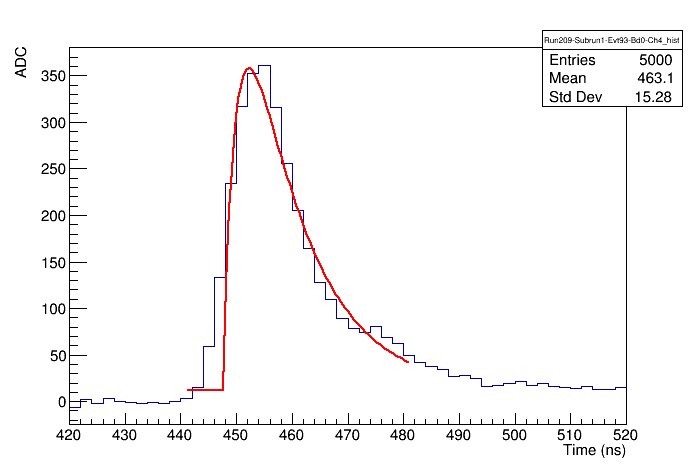 Run209-Subrun1-Evt93-Bd0-Ch4_hist
Entries 5000
Mean 463.1
Std Dev 15.28
ADC
350
300
250
200
150
100
50
0
420 430 440 450 460 470 480 490 500 510 520
Time (ns)